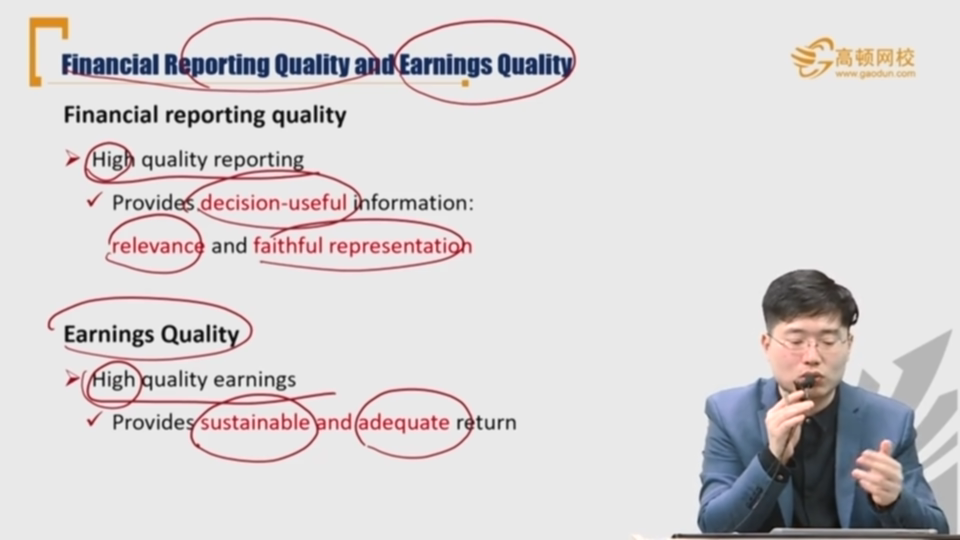 Financial Reporting Quality and Earnings Quality
高顿网校
www.gaodun.com
Financial reporting quality
High quality reporting
Provides decision-useful information:
relevance and faithful representation
Earnings Quality
High quality earnings
Provides sustainable and adequate return